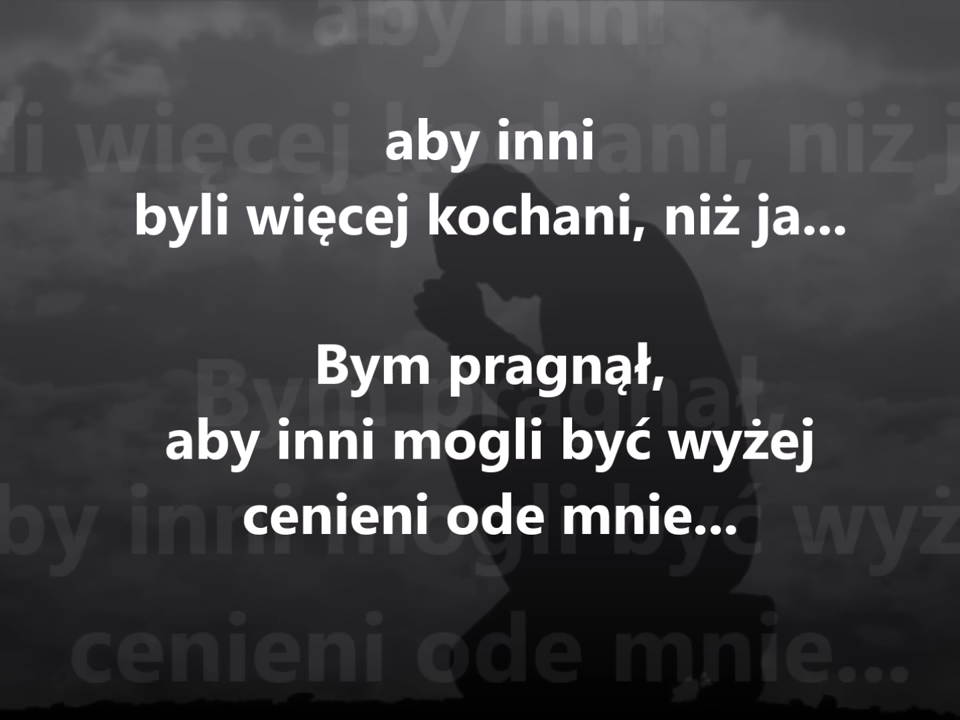 aby inni
byli więcej kochani, niż ja...
Bym pragnął,
aby inni mogli być wyżej
cenieni ode mnie...